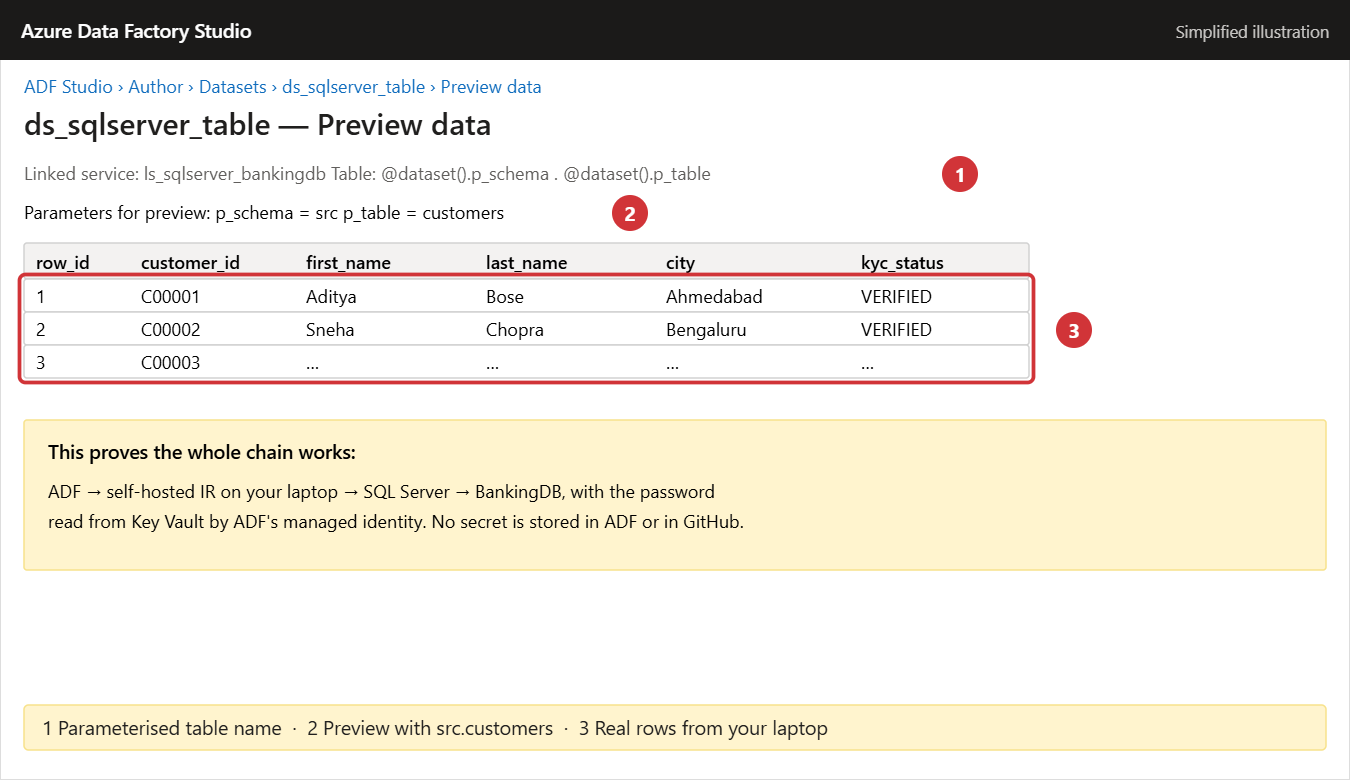 Azure Data Factory Studio
Simplified illustration
ADF Studio › Author › Datasets › ds_sqlserver_table › Preview data
ds_sqlserver_table — Preview data
Linked service: ls_sqlserver_bankingdb Table: @dataset().p_schema . @dataset().p_table
1
Parameters for preview: p_schema = src p_table = customers
2
row_id customer_id first_name last_name city kyc_status
1 C00001 Aditya Bose Ahmedabad VERIFIED
2 C00002 Sneha Chopra Bengaluru VERIFIED
3
3 C00003 ... ... ... ...
This proves the whole chain works:
ADF → self-hosted IR on your laptop → SQL Server → BankingDB, with the password
read from Key Vault by ADF's managed identity. No secret is stored in ADF or in GitHub.
1 Parameterised table name · 2 Preview with src.customers · 3 Real rows from your laptop